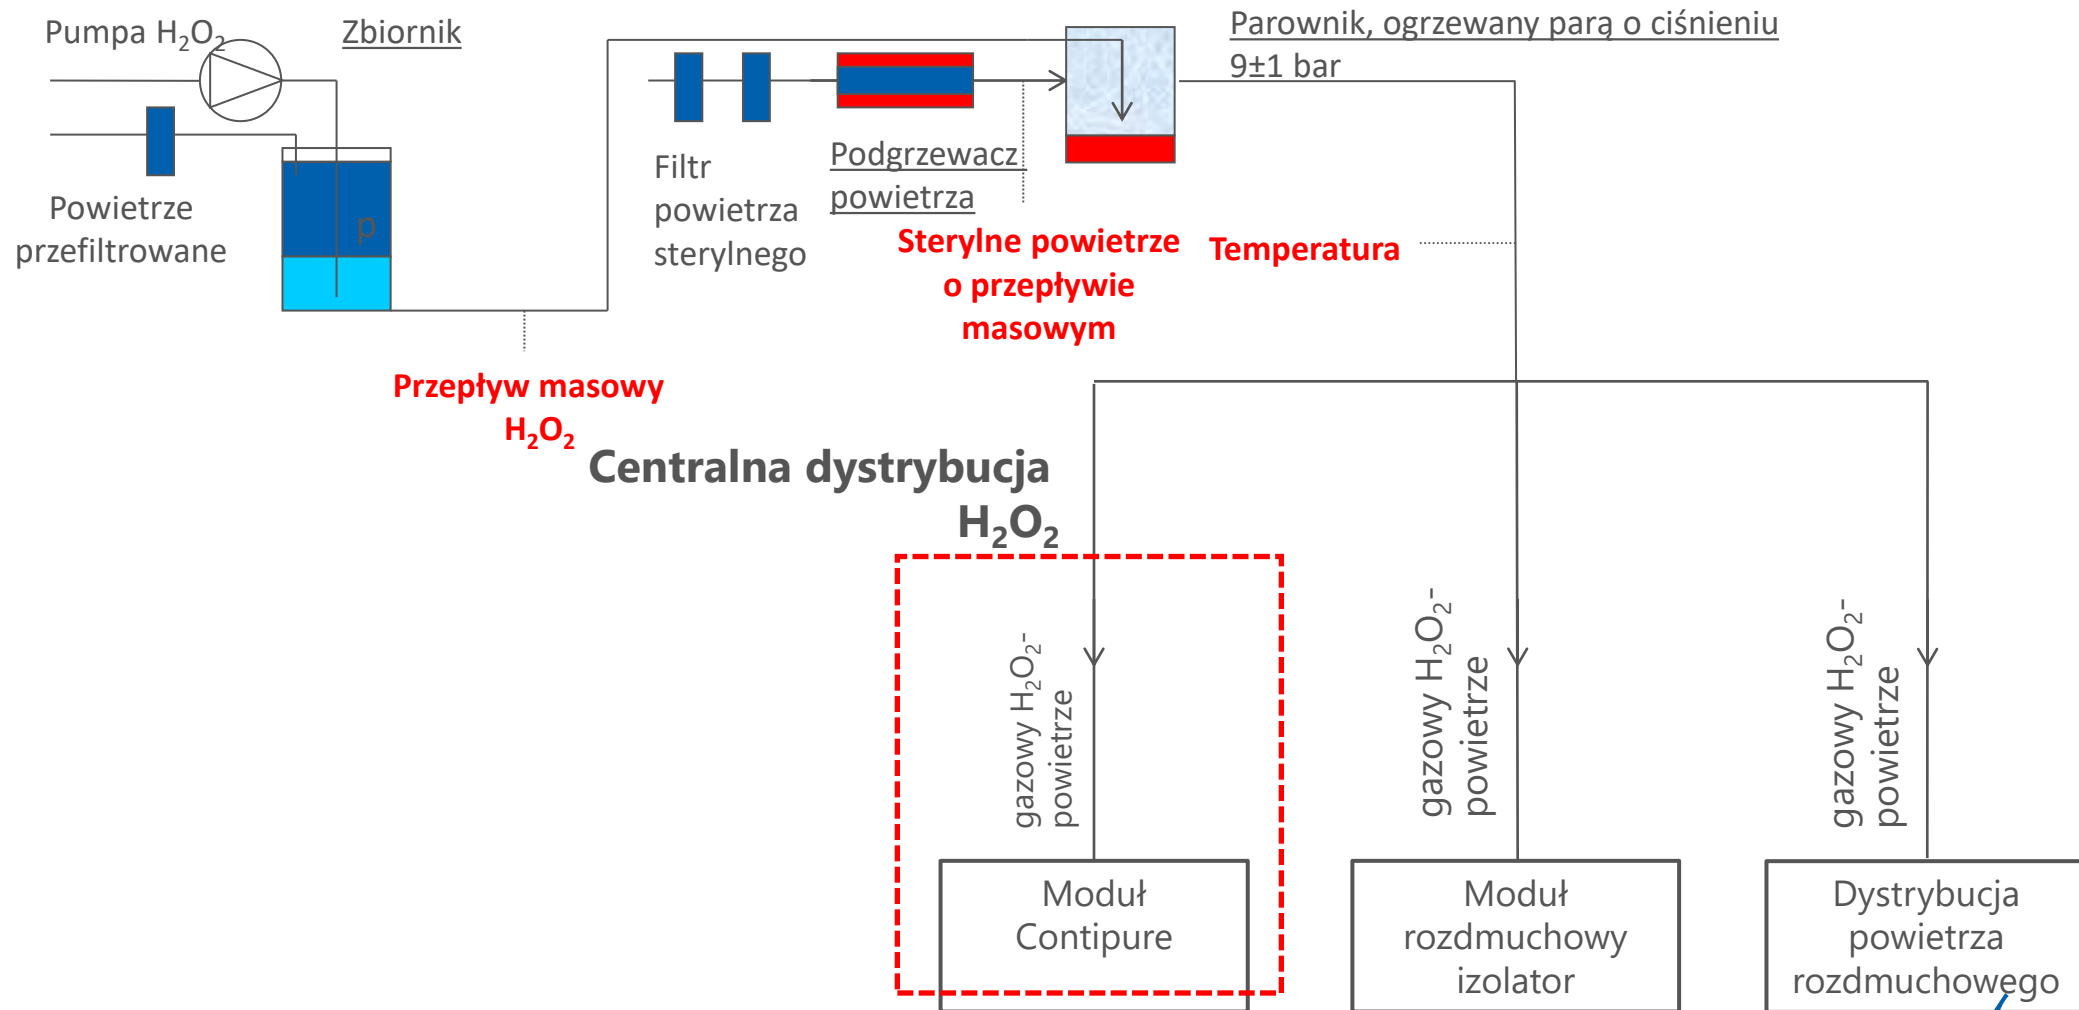 Pumpa H₂O₂
Zbiornik
Parownik, ogrzewany parą o ciśnieniu
9±1 bar
Powietrze
przefiltrowane
p
Filtr
powietrza
sterylnego
Podgrzewacz
powietrza
Sterylne powietrze
o przepływie
masowym
Temperatura
Przepływ masowy
H₂O₂
Centralna dystrybucja
H₂O₂
gazowy H₂O₂-
powietrze
gazowy H₂O₂-
powietrze
gazowy H₂O₂-
powietrze
Moduł
Contipure
Moduł
rozdmuchowy
izolator
Dystrybucja
powietrza
rozdmuchowego